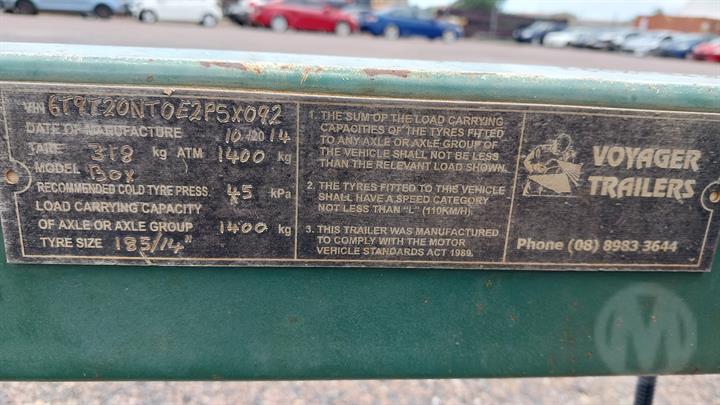 VIN 6T9T20NT0E2P5X092
DATE OF MANUFACTURE 10/2014
TARE 318 kg ATM 1400 kg
MODEL BOX
RECOMMENDED COLD TYRE PRESS. 45 kPa
LOAD CARRYING CAPACITY
OF AXLE OR AXLE GROUP 1400 kg
TYRE SIZE 185/14"
1. THE SUM OF THE LOAD CARRYING
CAPACITIES OF THE TYRES FITTED
TO ANY AXLE OR AXLE GROUP OF
THE VEHICLE SHALL NOT BE LESS
THAN THE RELEVANT LOAD SHOWN.
2. THE TYRES FITTED TO THIS VEHICLE
SHALL HAVE A SPEED CATEGORY
NOT LESS THAN "L" (110KM/H).
3. THIS TRAILER WAS MANUFACTURED
TO COMPLY WITH THE MOTOR
VEHICLE STANDARDS ACT 1989.
VOYAGER
TRAILERS
Phone (08) 8983 3644
M